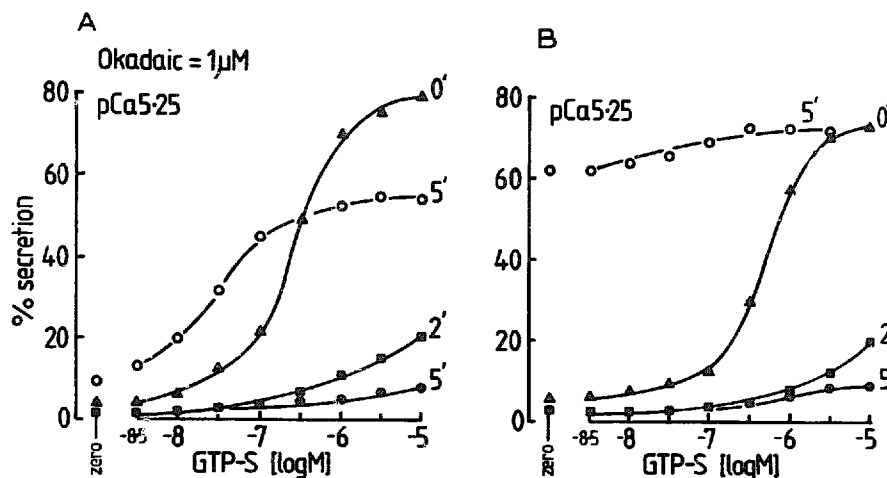 A
Okadaic = 1µM
pCa5·25
80
60
40
20
0
% secretion
0'
5'
2'
5'
zero
-8·5
-8
-7
-6
-5
GTP-S [logM]
B
pCa5·25
80
60
40
20
0
5'
0'
2'
5'
zero
-8·5
-8
-7
-6
-5
GTP-S [logM]